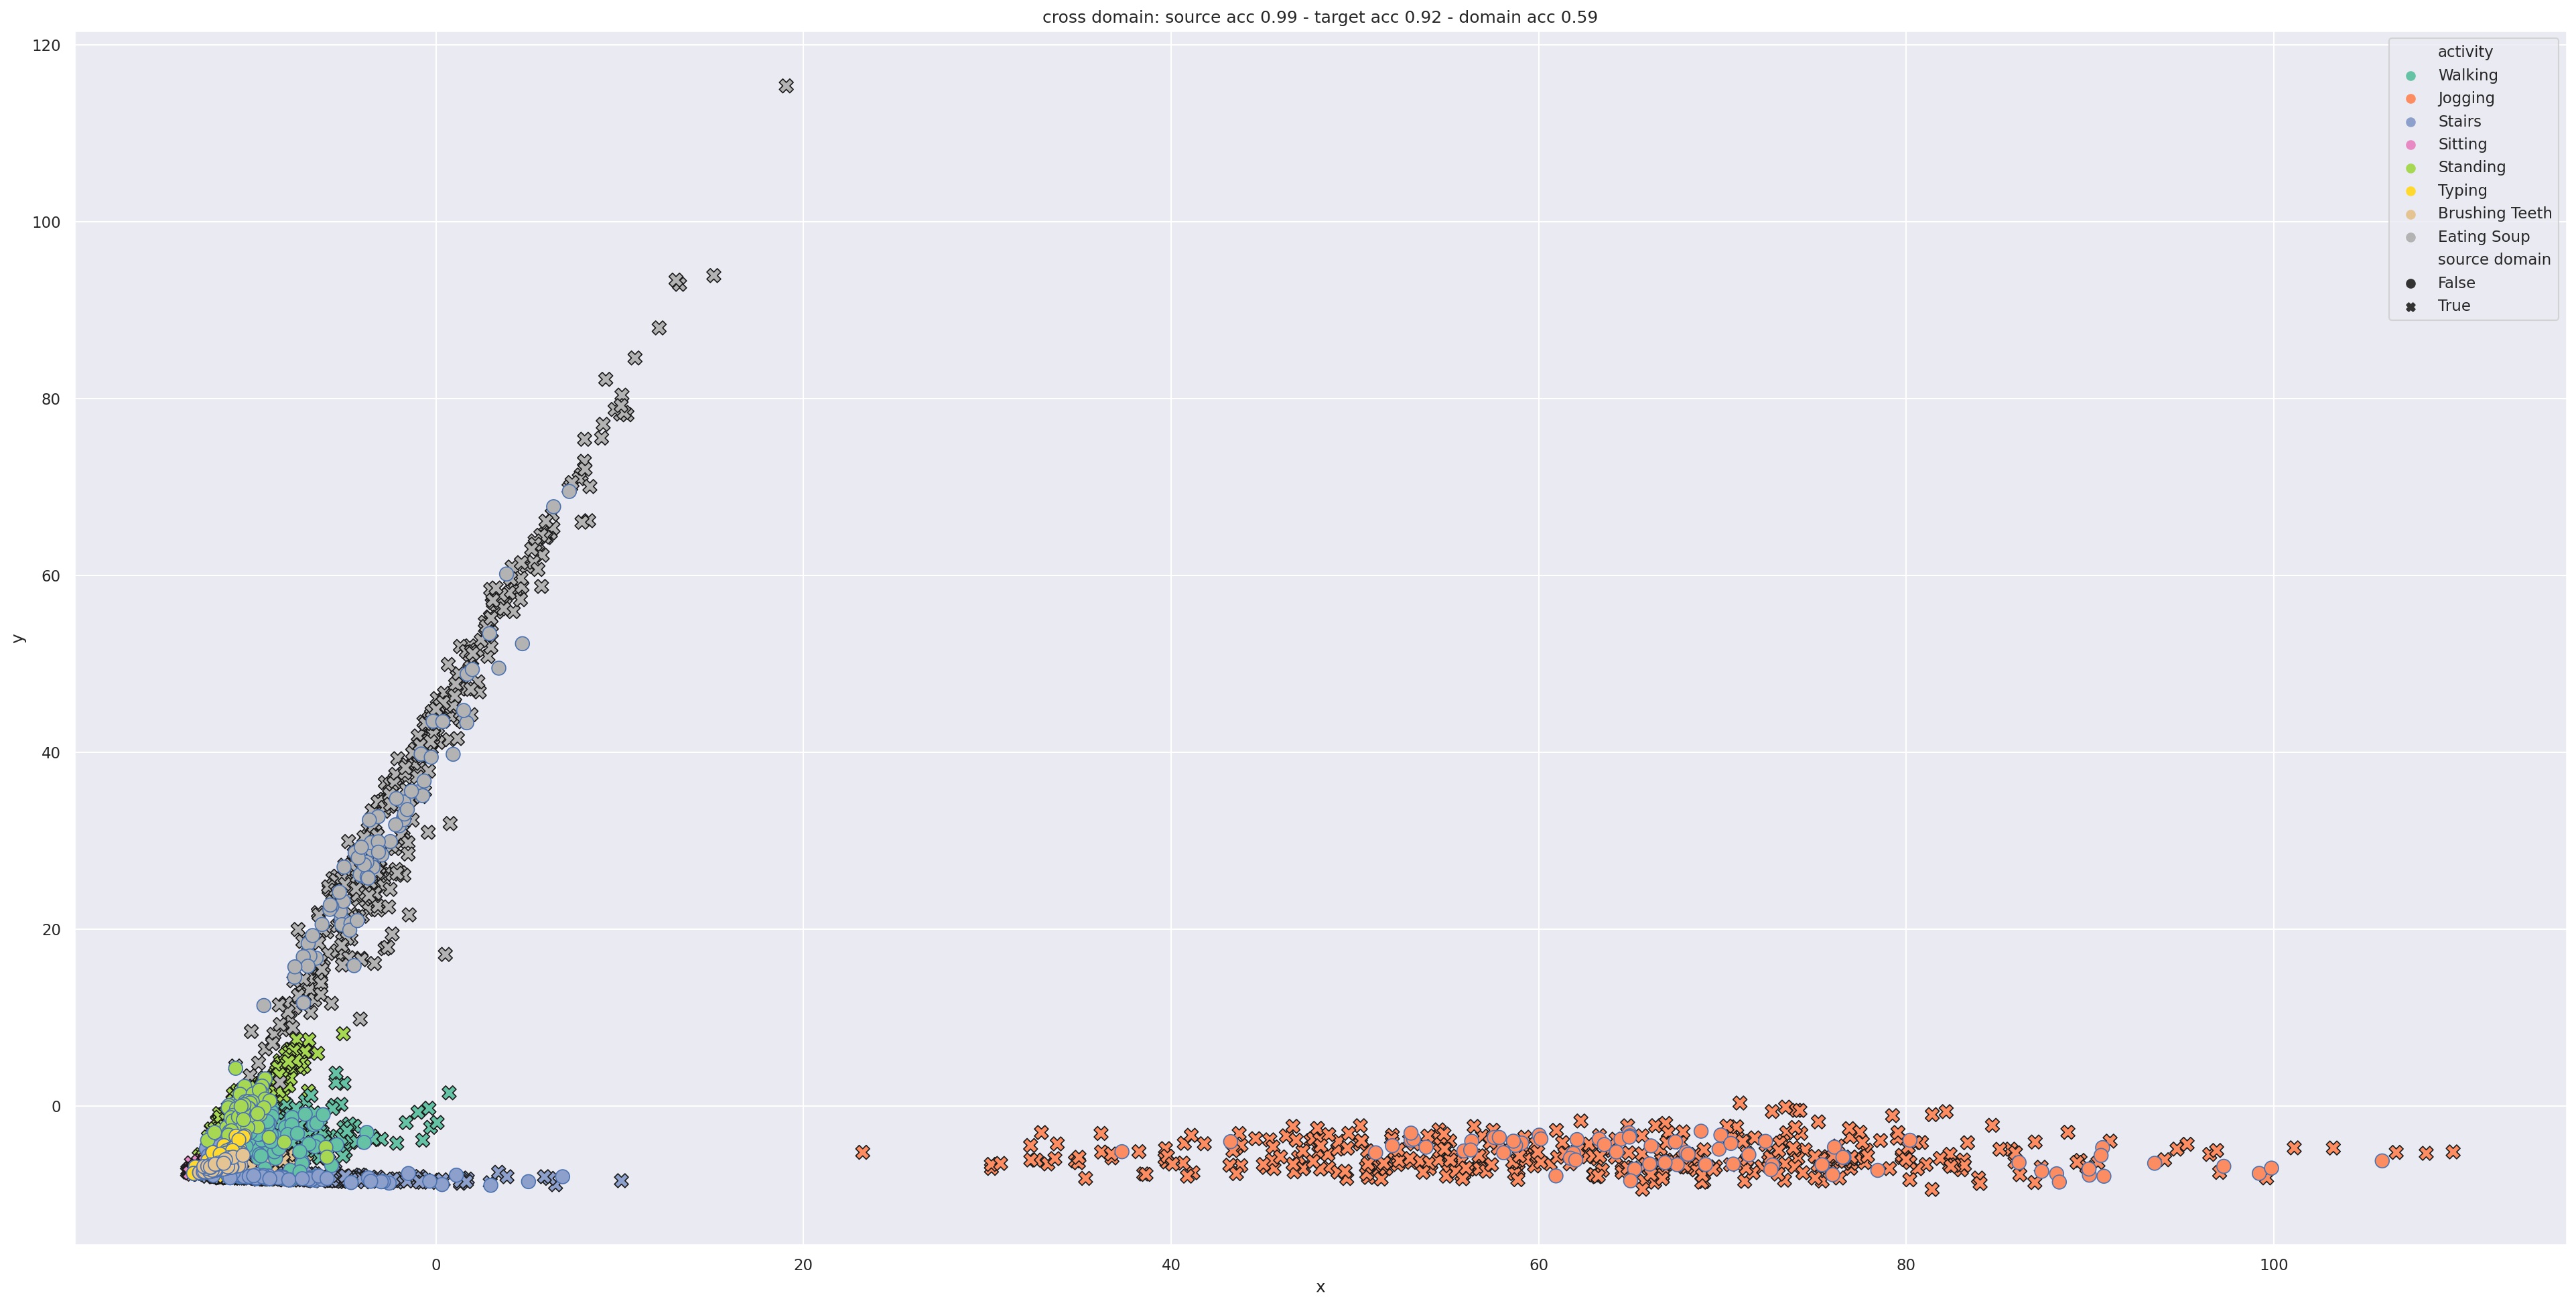 cross domain: source acc 0.99 - target acc 0.92 - domain acc 0.59
120
100
80
60
40
20
0
y
0
20
40
60
80
100
x
activity
Walking
Jogging
Stairs
Sitting
Standing
Typing
Brushing Teeth
Eating Soup
source domain
False
True